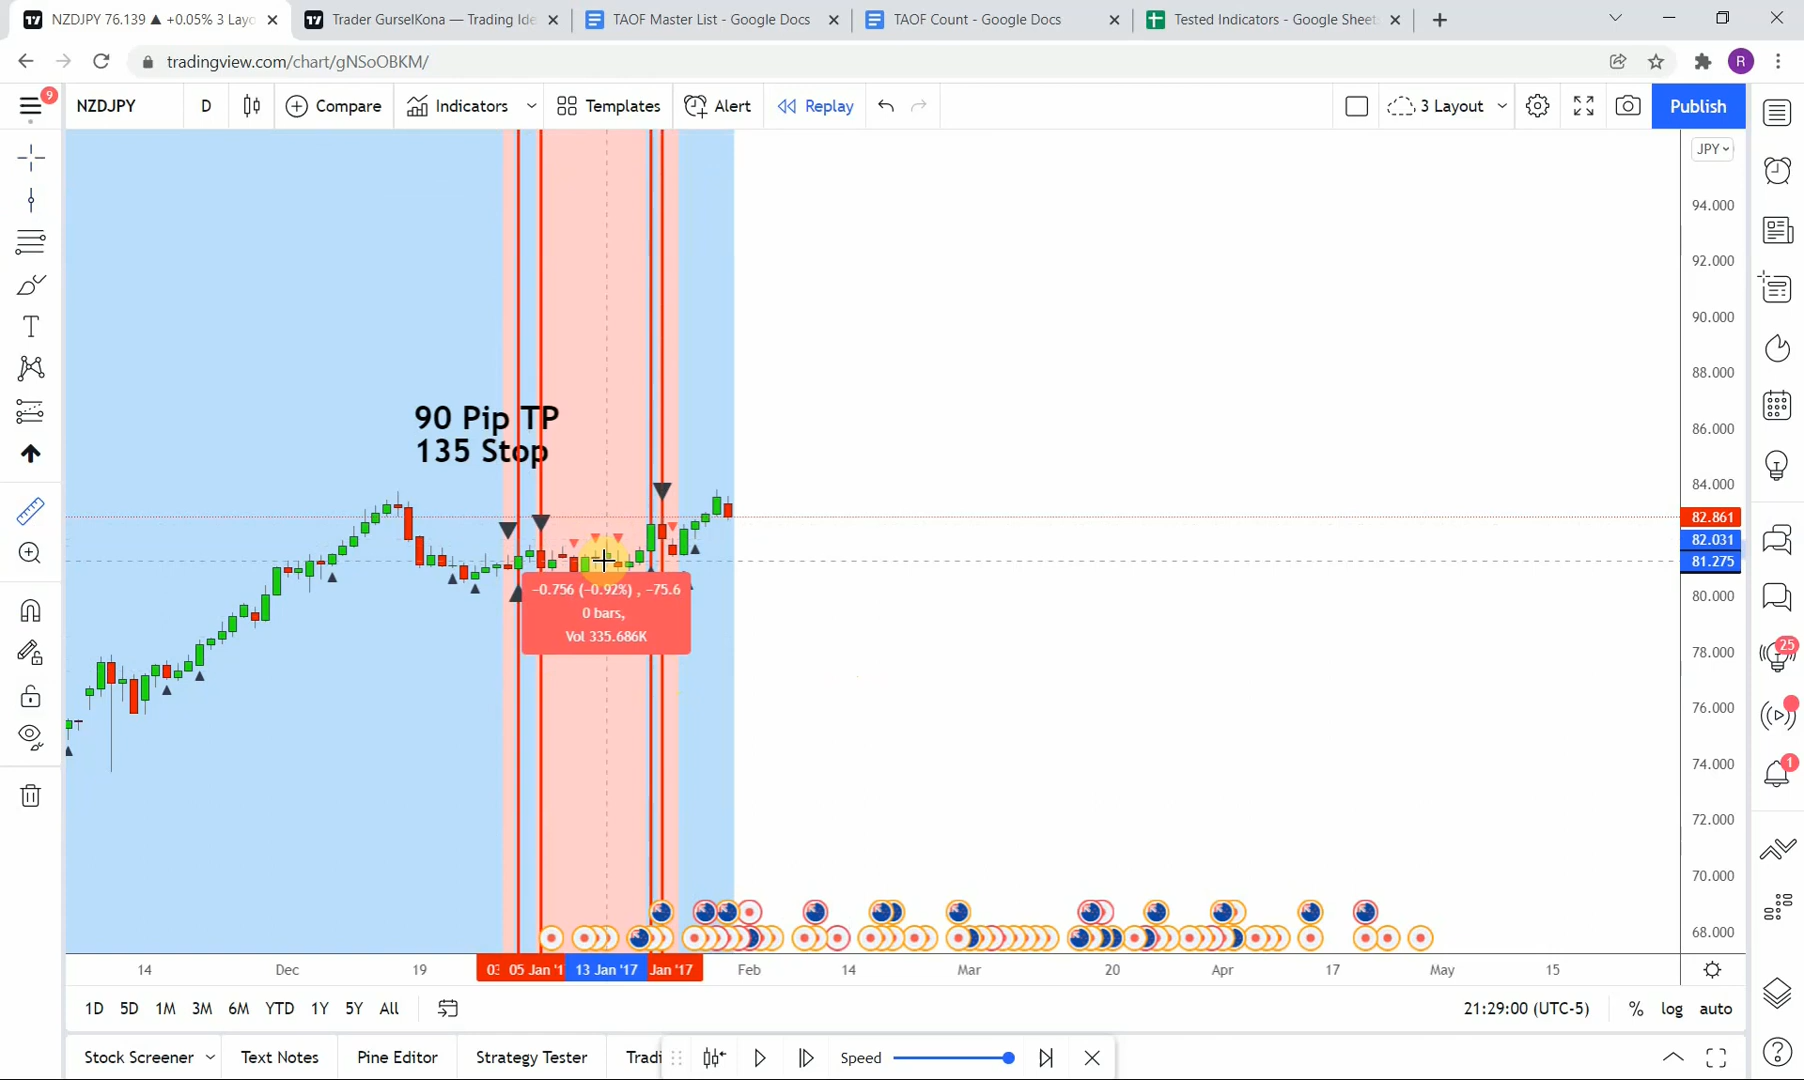 NZDJPY 76.139 ▲ +0.05% 3 Layo
Trader GurselKona — Trading Ide
TAOF Master List - Google Docs
TAOF Count - Google Docs
Tested Indicators - Google Sheets
tradingview.com/chart/gNSoOBKM/
R
9
NZDJPY
D
Compare
Indicators
Templates
Alert
Replay
3 Layout
Publish
JPY
94.000
92.000
90.000
88.000
86.000
84.000
82.861
82.031
81.275
80.000
78.000
76.000
74.000
72.000
70.000
68.000
90 Pip TP
135 Stop
−0.756 (−0.92%) , −75.6
0 bars,
Vol 335.686K
25
1
14
Dec
19
03
05 Jan '1
13 Jan '17
Jan '17
Feb
14
Mar
20
Apr
17
May
15
1D
5D
1M
3M
6M
YTD
1Y
5Y
All
21:29:00 (UTC-5)
%
log
auto
Stock Screener
Text Notes
Pine Editor
Strategy Tester
Tradi
Speed